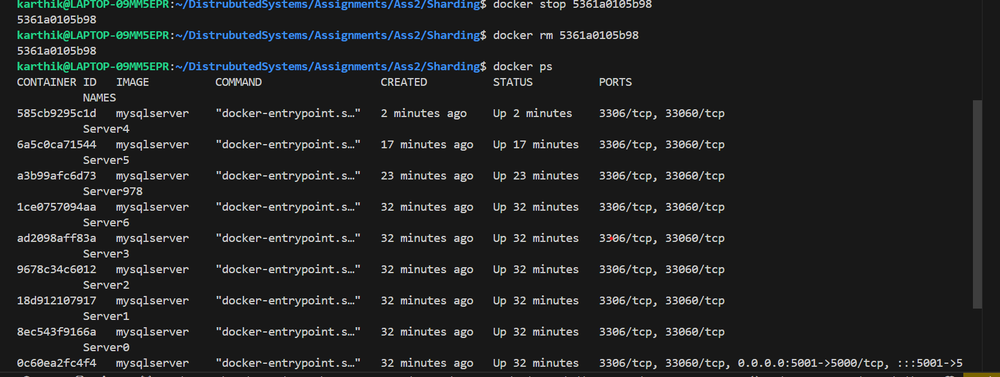 karthik@LAPTOP-09MM5EPR:~/DistrubutedSystems/Assignments/Ass2/Sharding$ docker stop 5361a0105b98
5361a0105b98
karthik@LAPTOP-09MM5EPR:~/DistrubutedSystems/Assignments/Ass2/Sharding$ docker rm 5361a0105b98
5361a0105b98
karthik@LAPTOP-09MM5EPR:~/DistrubutedSystems/Assignments/Ass2/Sharding$ docker ps
CONTAINER ID   IMAGE          COMMAND                  CREATED          STATUS          PORTS
          NAMES
585cb9295c1d   mysqlserver    "docker-entrypoint.s…"   2 minutes ago    Up 2 minutes    3306/tcp, 33060/tcp
          Server4
6a5c0ca71544   mysqlserver    "docker-entrypoint.s…"   17 minutes ago   Up 17 minutes   3306/tcp, 33060/tcp
          Server5
a3b99afc6d73   mysqlserver    "docker-entrypoint.s…"   23 minutes ago   Up 23 minutes   3306/tcp, 33060/tcp
          Server978
1ce0757094aa   mysqlserver    "docker-entrypoint.s…"   32 minutes ago   Up 32 minutes   3306/tcp, 33060/tcp
          Server6
ad2098aff83a   mysqlserver    "docker-entrypoint.s…"   32 minutes ago   Up 32 minutes   3306/tcp, 33060/tcp
          Server3
9678c34c6012   mysqlserver    "docker-entrypoint.s…"   32 minutes ago   Up 32 minutes   3306/tcp, 33060/tcp
          Server2
18d912107917   mysqlserver    "docker-entrypoint.s…"   32 minutes ago   Up 32 minutes   3306/tcp, 33060/tcp
          Server1
8ec543f9166a   mysqlserver    "docker-entrypoint.s…"   32 minutes ago   Up 32 minutes   3306/tcp, 33060/tcp
          Server0
0c60ea2fc4f4   mysqlserver    "docker-entrypoint.s…"   32 minutes ago   Up 32 minutes   3306/tcp, 33060/tcp, 0.0.0.0:5001->5000/tcp, :::5001->5